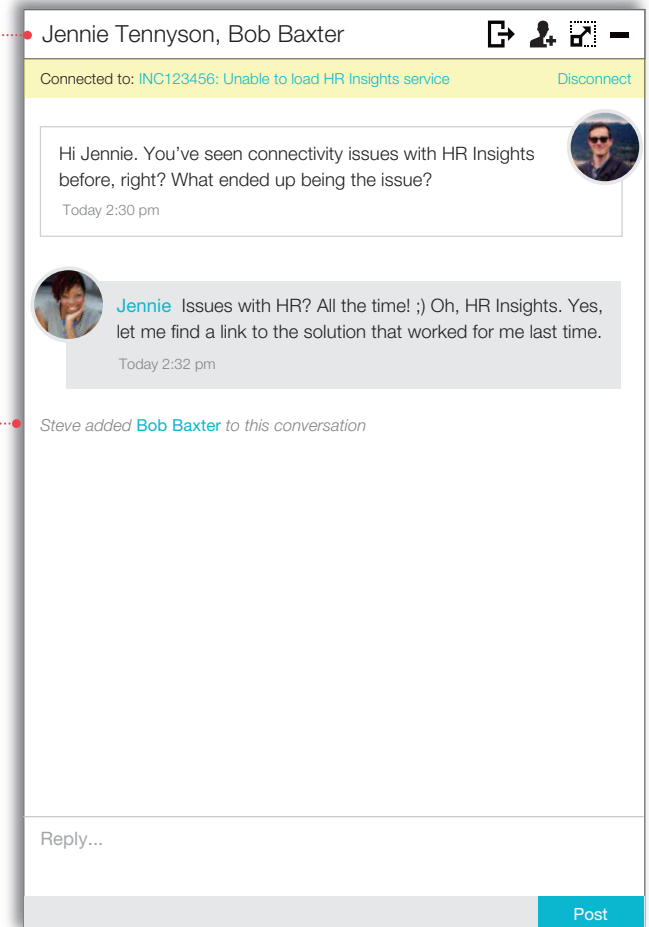 Jennie Tennyson, Bob Baxter
Connected to: INC123456: Unable to load HR Insights service Disconnect
Hi Jennie. You’ve seen connectivity issues with HR Insights
before, right? What ended up being the issue?
Today 2:30 pm
Jennie Issues with HR? All the time! ;) Oh, HR Insights. Yes,
let me find a link to the solution that worked for me last time.
Today 2:32 pm
Steve added Bob Baxter to this conversation
Reply...
Post